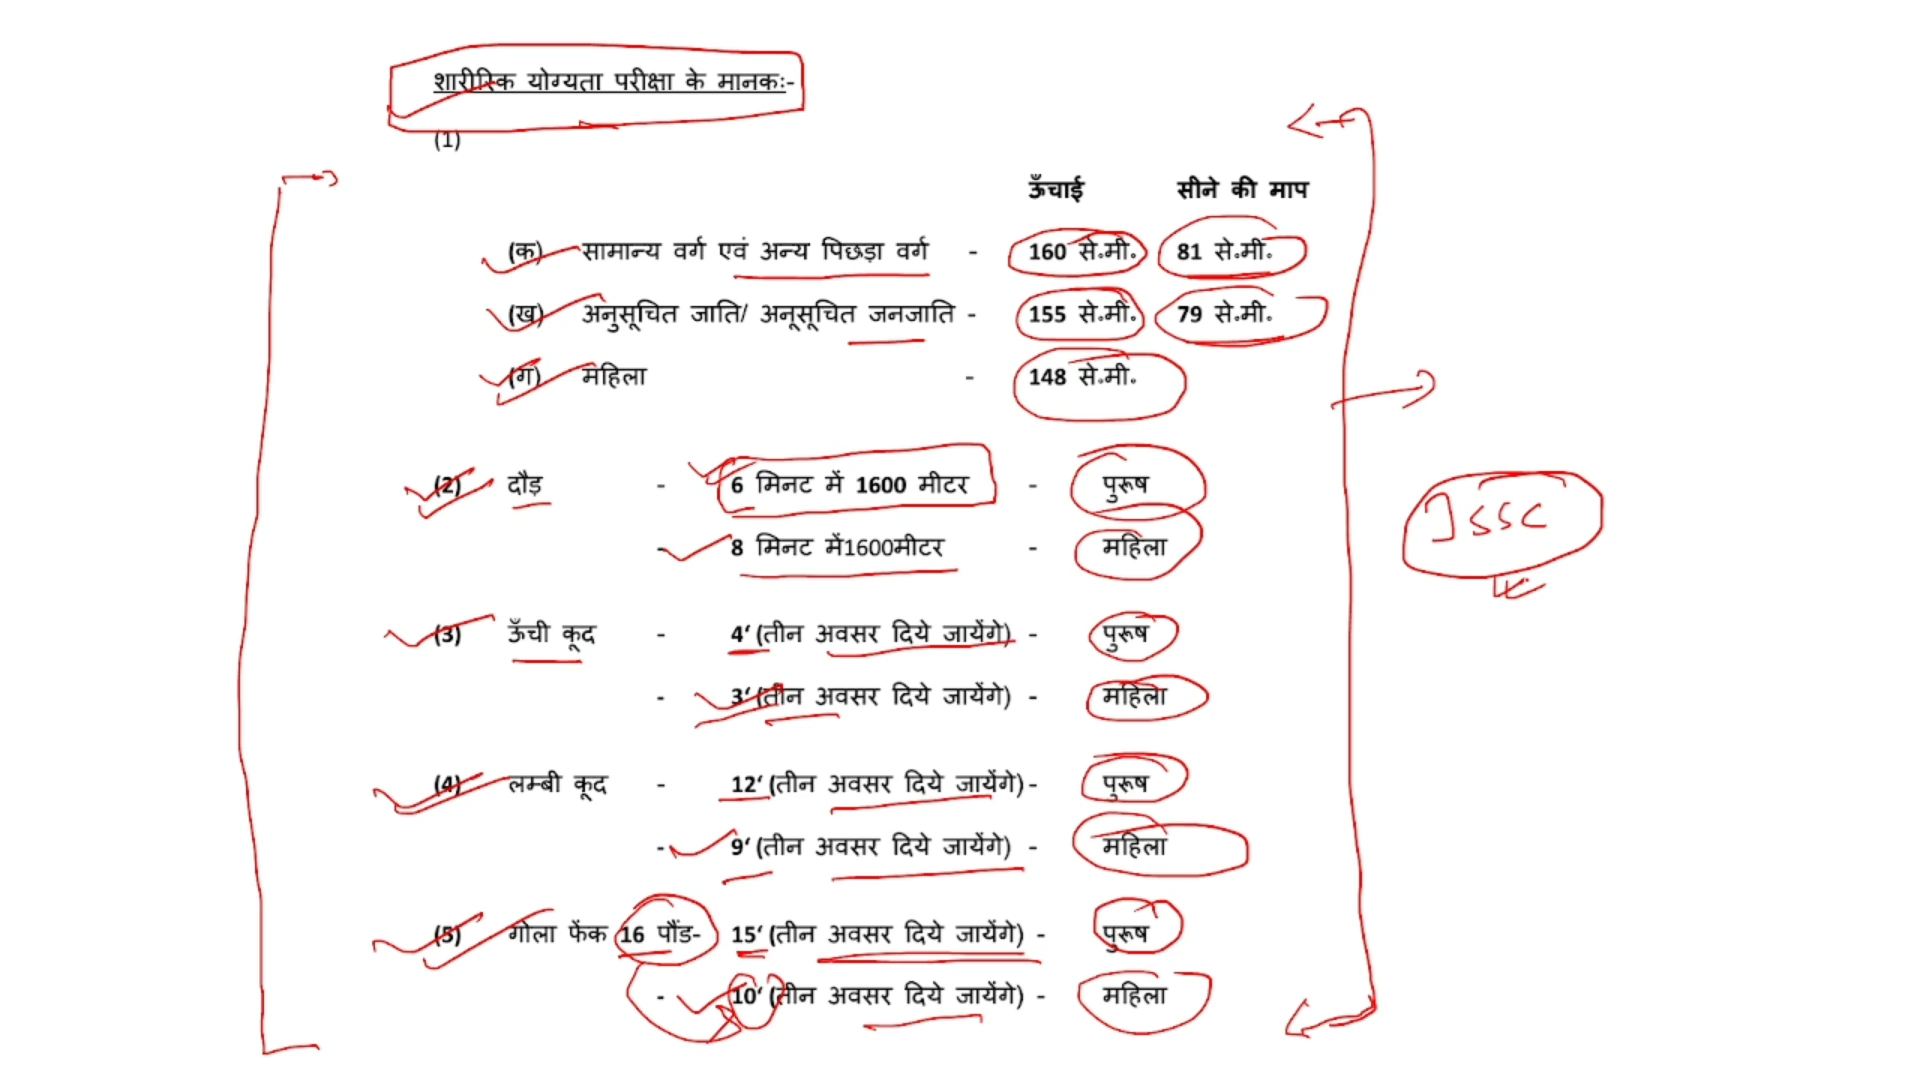 शारीरिक योग्यता परीक्षा के मानकः-
(1)
ऊँचाई सीने की माप
(क) सामान्य वर्ग एवं अन्य पिछड़ा वर्ग - 160 से.मी. 81 से.मी.
(ख) अनुसूचित जाति/ अनूसूचित जनजाति - 155 से.मी. 79 से.मी.
(ग) महिला - 148 से.मी.
(2) दौड़ - 6 मिनट में 1600 मीटर - पुरूष
- 8 मिनट में1600मीटर - महिला
JSSC
(3) ऊँची कूद - 4‘ (तीन अवसर दिये जायेंगे) - पुरूष
- 3‘ (तीन अवसर दिये जायेंगे) - महिला
(4) लम्बी कूद - 12‘ (तीन अवसर दिये जायेंगे) - पुरूष
- 9‘ (तीन अवसर दिये जायेंगे) - महिला
(5) गोला फेंक 16 पौंड- 15‘ (तीन अवसर दिये जायेंगे) - पुरूष
- 10‘ (तीन अवसर दिये जायेंगे) - महिला